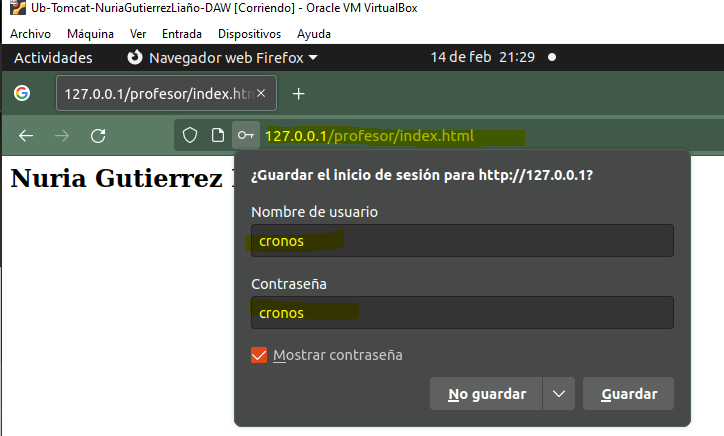 Ub-Tomcat-NuriaGutierrezLiaño-DAW [Corriendo] - Oracle VM VirtualBox
Archivo Máquina Ver Entrada Dispositivos Ayuda
Actividades Navegador web Firefox 14 de feb 21:29
127.0.0.1/profesor/index.htm
127.0.0.1/profesor/index.html
Nuria Gutierrez
¿Guardar el inicio de sesión para http://127.0.0.1?
Nombre de usuario
cronos
Contraseña
cronos
Mostrar contraseña
No guardar Guardar